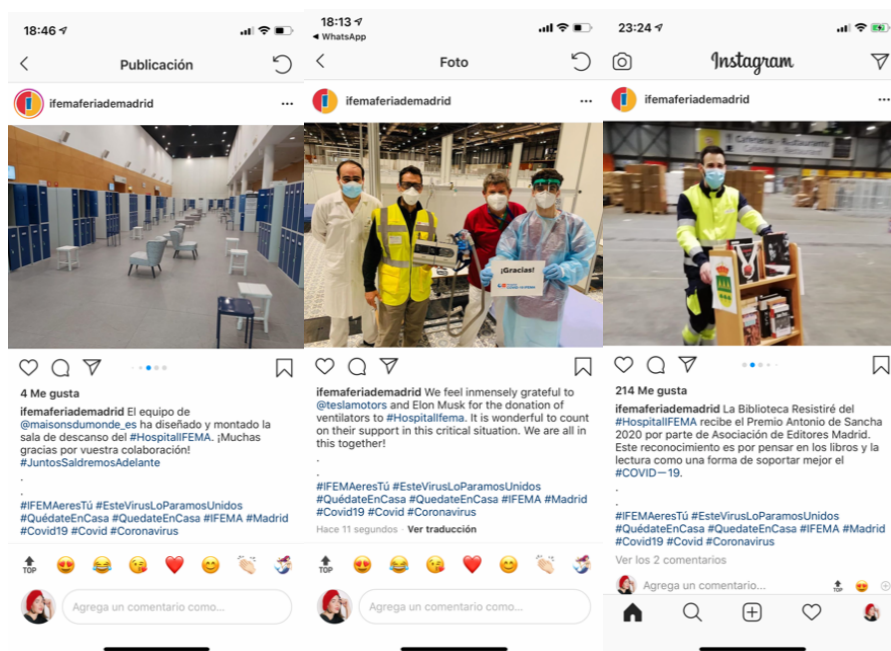 18:46
Publicación
ifemaferiademadrid
4 Me gusta
ifemaferiademadrid El equipo de
@maisonsdumonde_es ha diseñado y montado la
sala de descanso del #HospitalIFEMA. ¡Muchas
gracias por vuestra colaboración!
#JuntosSaldremosAdelante
.
.
#IFEMAeresTú #EsteVirusLoParamosUnidos
#QuédateEnCasa #QuedateEnCasa #IFEMA #Madrid
#Covid19 #Covid #Coronavirus
TOP
Agrega un comentario como...
18:13
WhatsApp
Foto
ifemaferiademadrid
¡Gracias!
ifemaferiademadrid We feel inmensely grateful to
@teslamotors and Elon Musk for the donation of
ventilators to #HospitalIfema. It is wonderful to count
on their support in this critical situation. We are all in
this together!
.
.
#IFEMAeresTú #EsteVirusLoParamosUnidos
#QuédateEnCasa #QuedateEnCasa #IFEMA #Madrid
#Covid19 #Covid #Coronavirus
Hace 11 segundos · Ver traducción
TOP
Agrega un comentario como...
23:24
Instagram
ifemaferiademadrid
Cafetería - Restaurante
214 Me gusta
ifemaferiademadrid La Biblioteca Resistiré del
#HospitalIFEMA recibe el Premio Antonio de Sancha
2020 por parte de Asociación de Editores Madrid.
Este reconocimiento es por pensar en los libros y la
lectura como una forma de soportar mejor el
#COVID—19.
.
.
#IFEMAeresTú #EsteVirusLoParamosUnidos
#QuédateEnCasa #QuedateEnCasa #IFEMA #Madrid
#Covid19 #Covid #Coronavirus
Ver los 2 comentarios
Agrega un comentario...
TOP